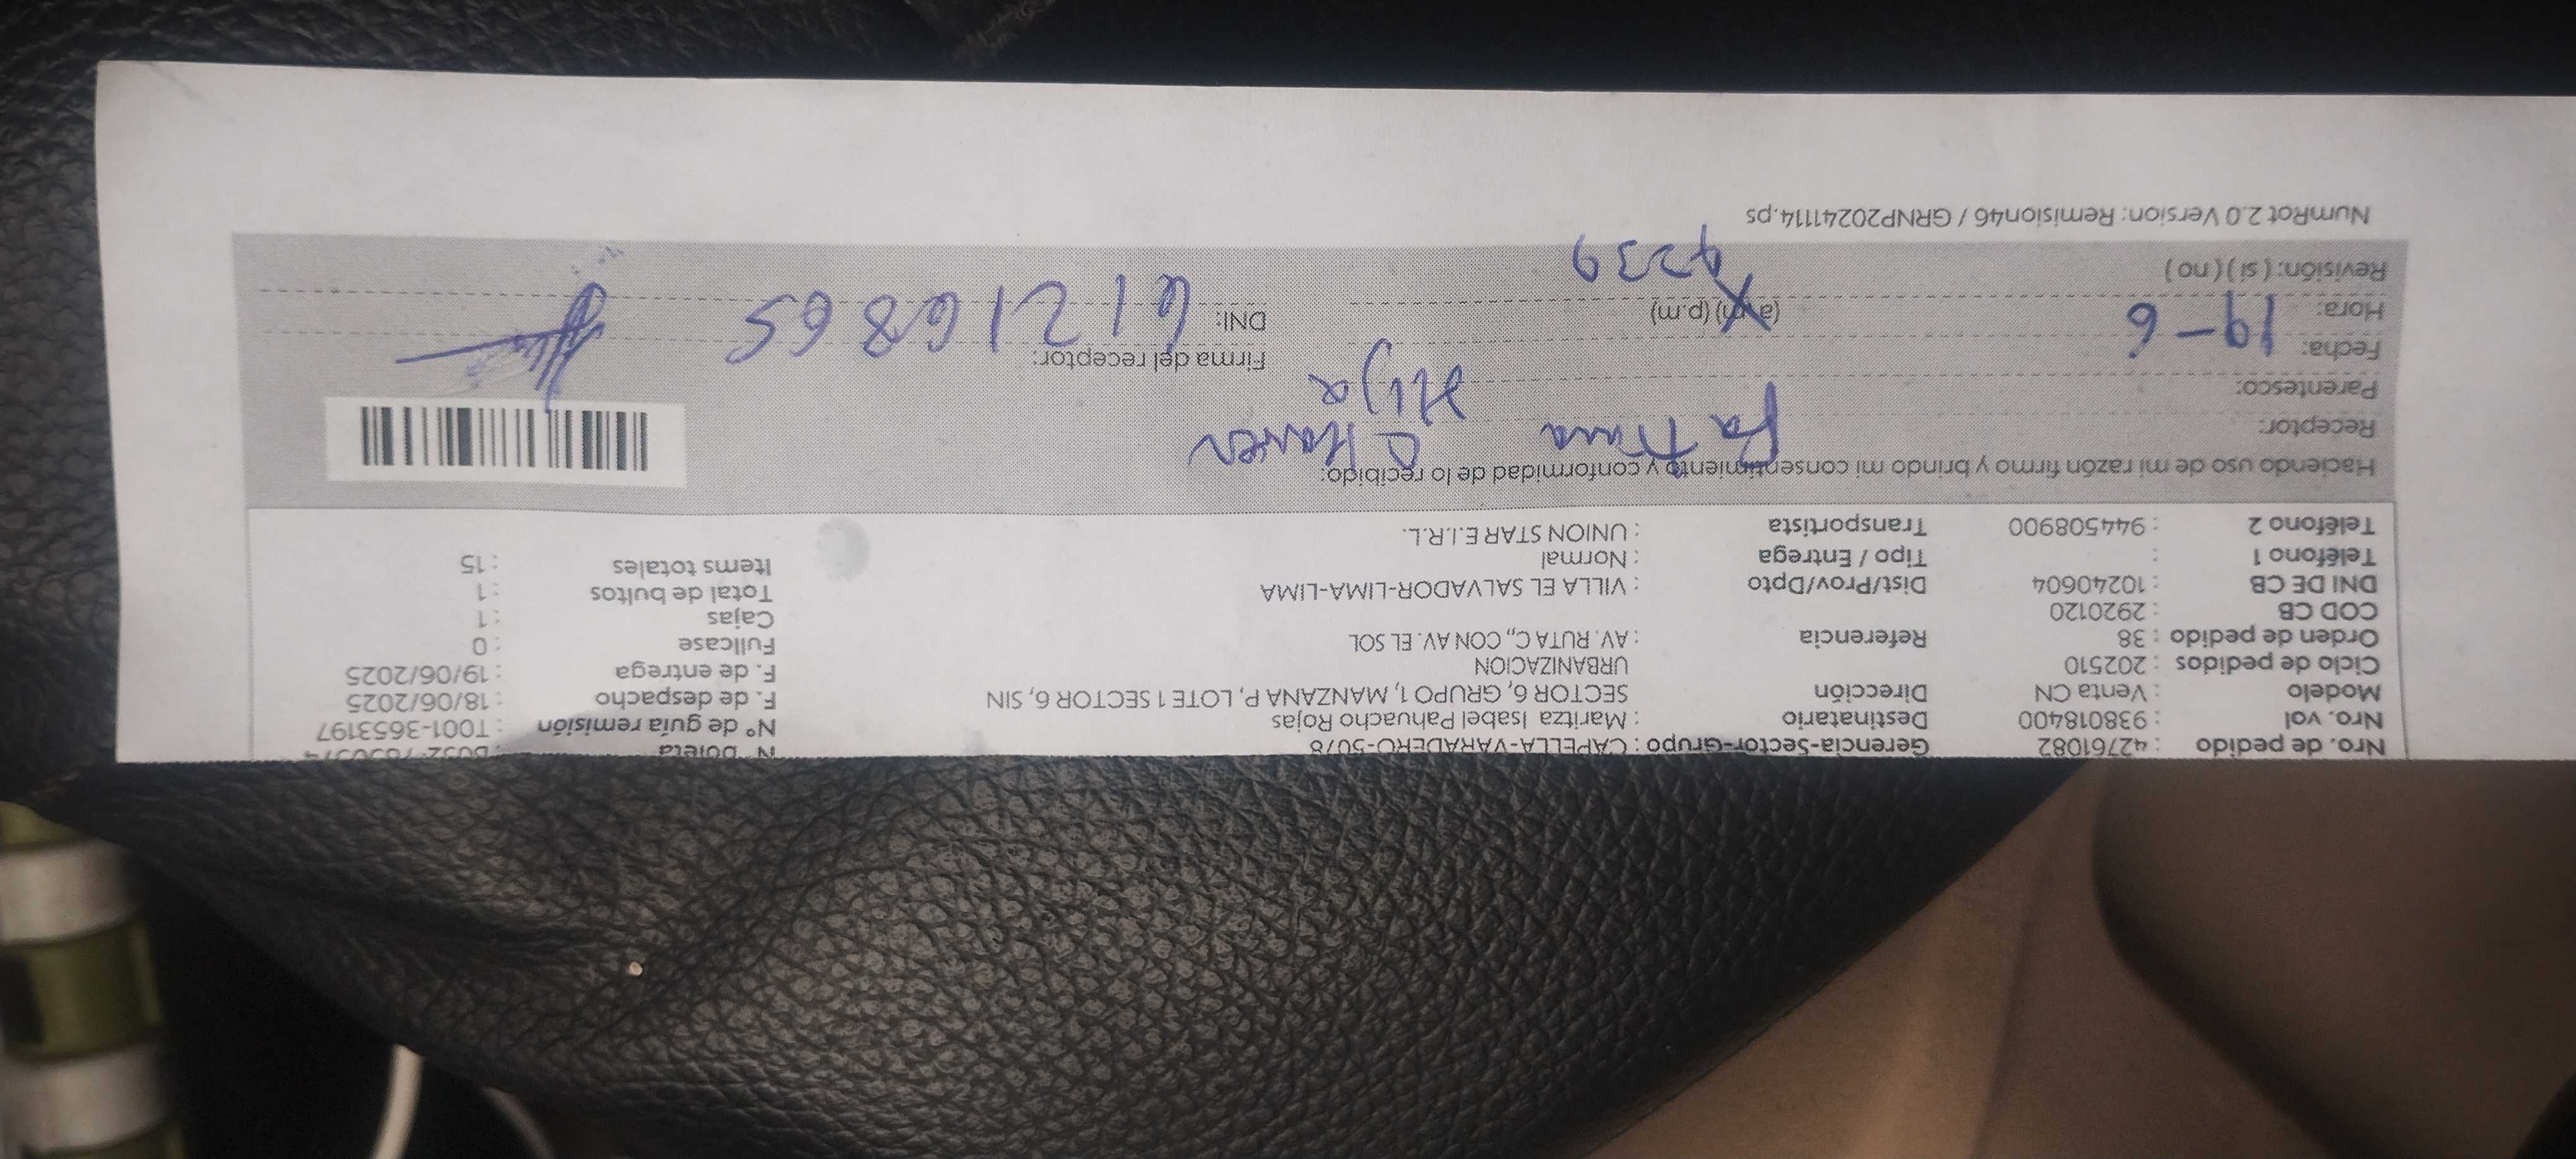 Nro. de pedido : 42761082 Gerencia-Sector-Grupo : CAPELLA-VARADERO-5078
Nro. vol : 938018400 Destinatario : Maritza Isabel Pahuacho Rojas Nº de guía remisión : T001-3653197
Modelo : Venta CN Dirección SECTOR 6, GRUPO 1, MANZANA P, LOTE 1 SECTOR 6, SIN F. de despacho : 18/06/2025
Ciclo de pedidos : 202510 URBANIZACION F. de entrega : 19/06/2025
Orden de pedido : 38 Referencia : AV. RUTA C,, CON AV. EL SOL Fullcase : 0
COD CB : 2920120 Cajas : 1
DNI DE CB : 10240604 Dist/Prov/Dpto : VILLA EL SALVADOR-LIMA-LIMA Total de bultos : 1
Teléfono 1 : Tipo / Entrega : Normal Items totales : 15
Teléfono 2 : 944508900 Transportista : UNION STAR E.I.R.L.
Haciendo uso de mi razón firmo y brindo mi consentimiento y conformidad de lo recibido:
Receptor: Fatima
Parentesco: Hija
Fecha: 19-6 Firma del receptor:
Hora: (a.m) (p.m) DNI: 61216865
Revisión: ( si ) ( no ) 9239
NumRot 2.0 Version: Remision46 / GRNP20241114.ps